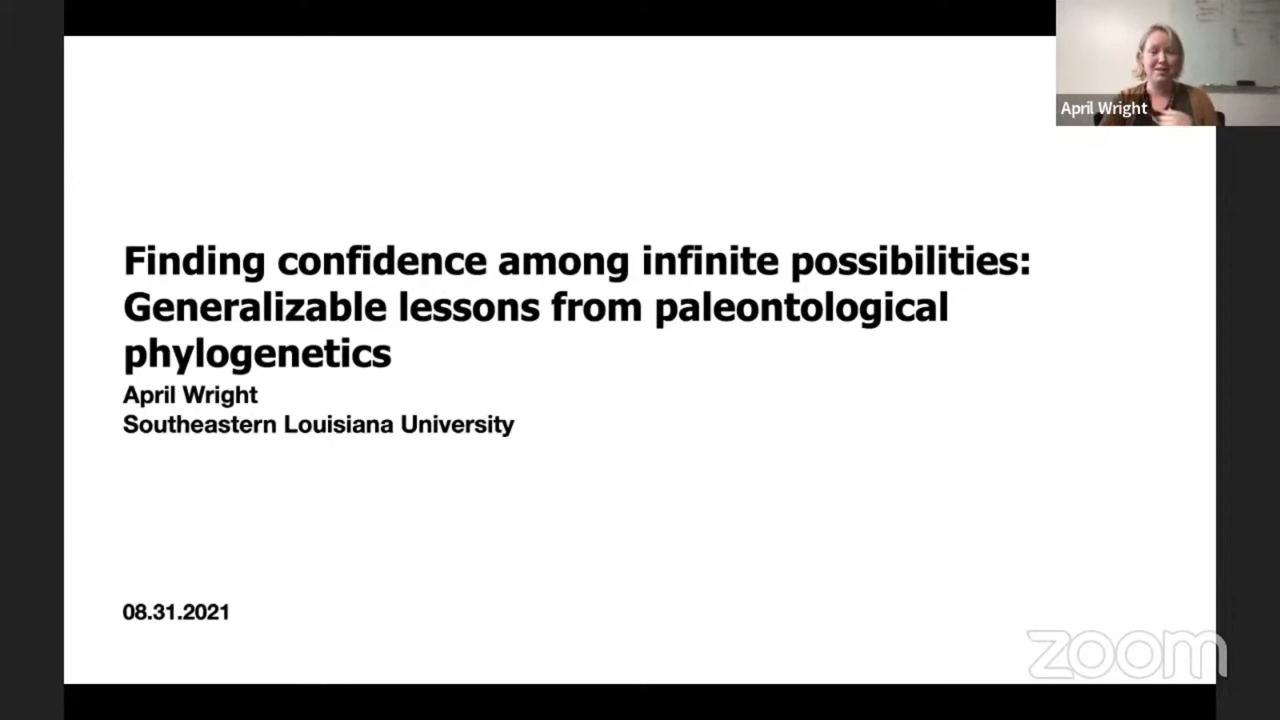 April Wright
Finding confidence among infinite possibilities:
Generalizable lessons from paleontological
phylogenetics
April Wright
Southeastern Louisiana University
08.31.2021
zoom